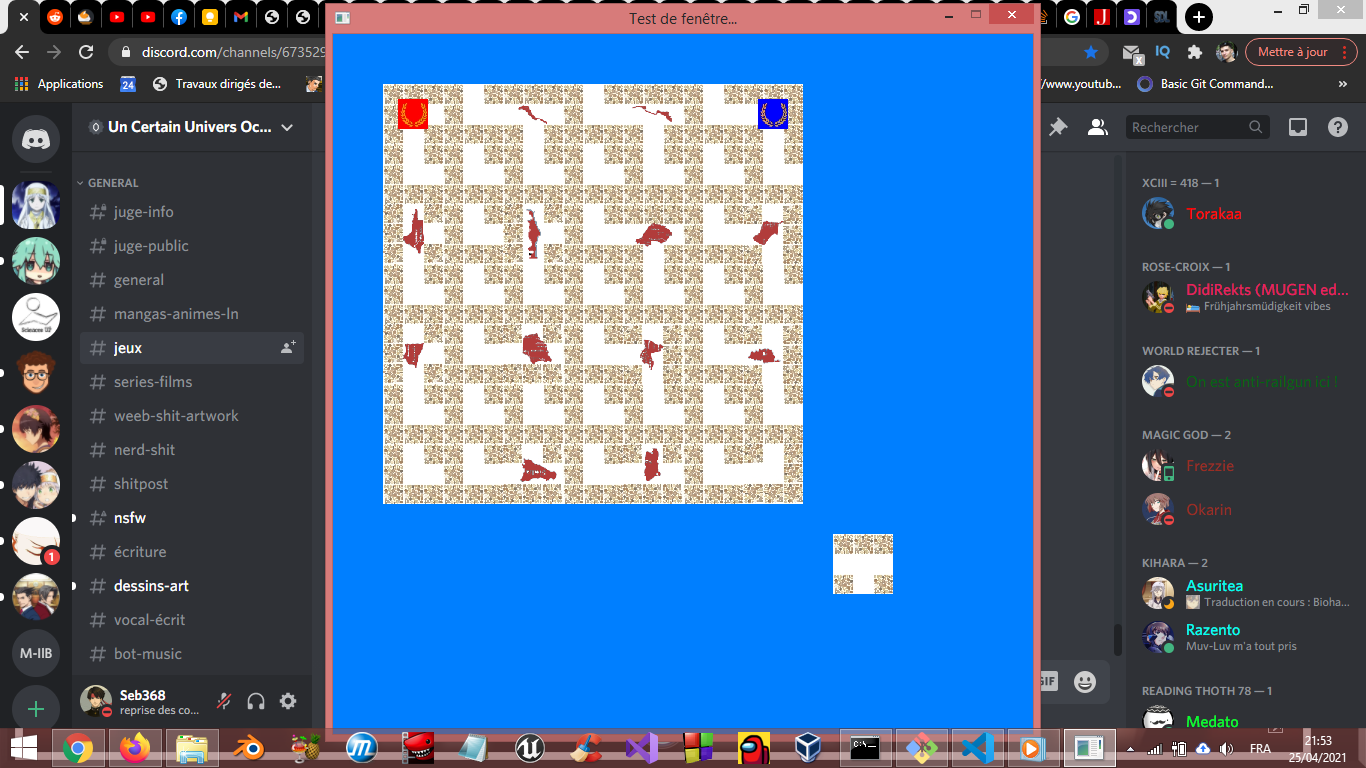 Test de fenêtre...
discord.com/channels/673529
Mettre à jour
Applications
24
Travaux dirigés de...
//www.youtub...
Basic Git Command...
Un Certain Univers Oc...
Rechercher
GENERAL
juge-info
juge-public
general
mangas-animes-ln
jeux
series-films
weeb-shit-artwork
nerd-shit
shitpost
nsfw
écriture
dessins-art
vocal-écrit
bot-music
1
M-IIB
Seb368
reprise des co...
XCIII = 418 — 1
Torakaa
ROSE-CROIX — 1
DidiRekts (MUGEN ed...
Frühjahrsmüdigkeit vibes
WORLD REJECTER — 1
On est anti-railgun ici !
MAGIC GOD — 2
Frezzie
Okarin
KIHARA — 2
Asuritea
Traduction en cours : Bioha...
Razento
Muv-Luv m'a tout pris
READING THOTH 78 — 1
Medato
GIF
FRA
21:53
25/04/2021